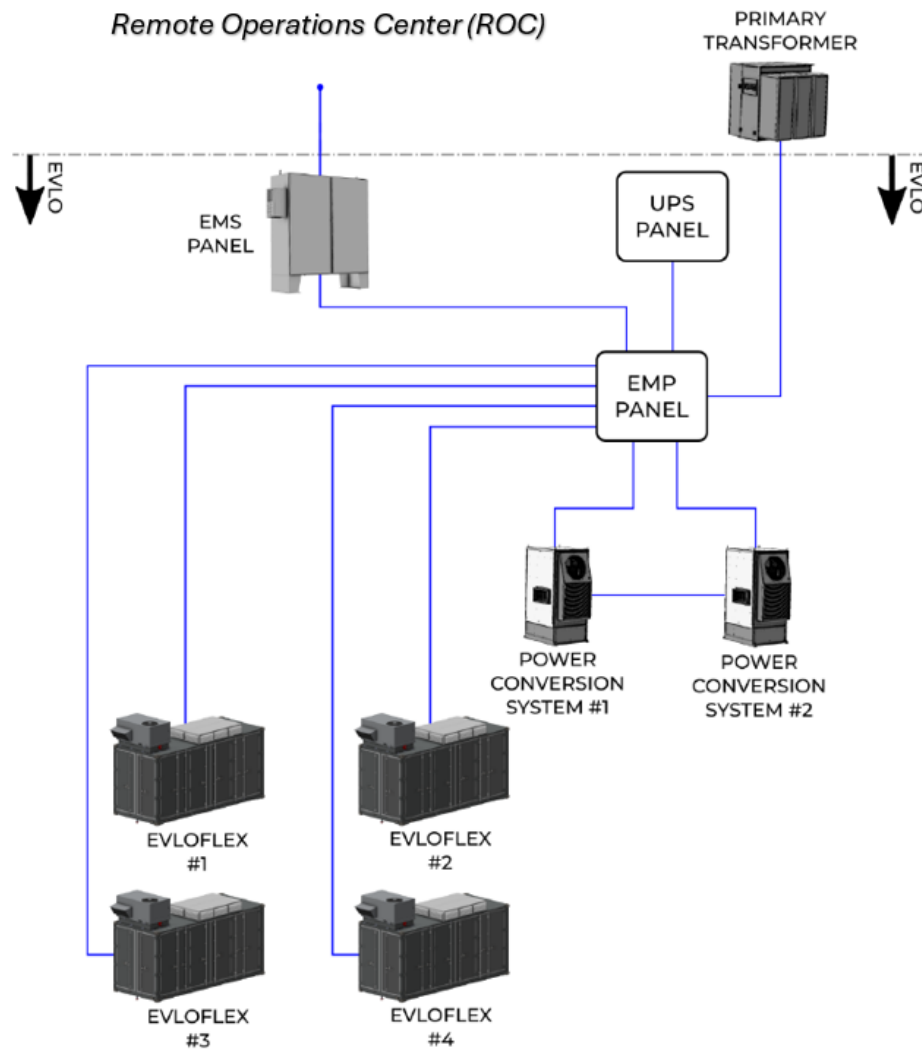 Remote Operations Center (ROC)
PRIMARY
TRANSFORMER
EVLO
EVLO
EMS
PANEL
UPS
PANEL
EMP
PANEL
POWER
CONVERSION
SYSTEM #1
POWER
CONVERSION
SYSTEM #2
EVLOFLEX
#1
EVLOFLEX
#2
EVLOFLEX
#3
EVLOFLEX
#4